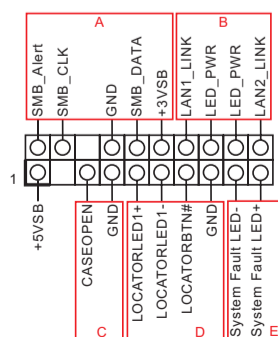 A
B
SMB_Alert
SMB_CLK
GND
SMB_DATA
+3VSB
LAN1_LINK
LED_PWR
LED_PWR
LAN2_LINK
1
+5VSB
CASEOPEN
GND
LOCATORLED1+
LOCATORLED1-
LOCATORBTN#
GND
System Fault LED-
System Fault LED+
C
D
E